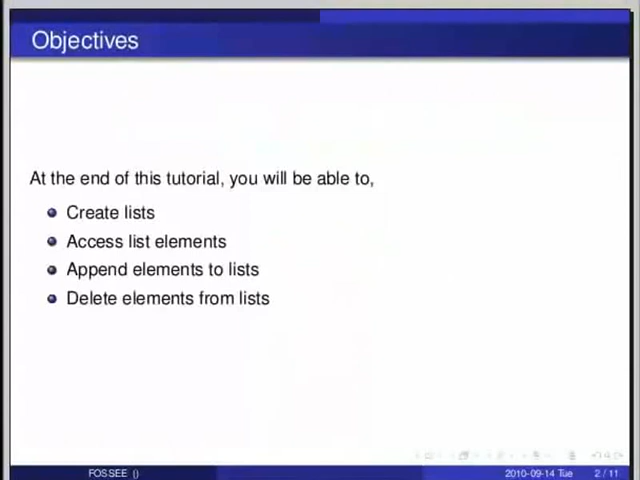 Objectives
At the end of this tutorial, you will be able to,
Create lists
Access list elements
Append elements to lists
Delete elements from lists
FOSSEE ()
2010-09-14 Tue 2 / 11